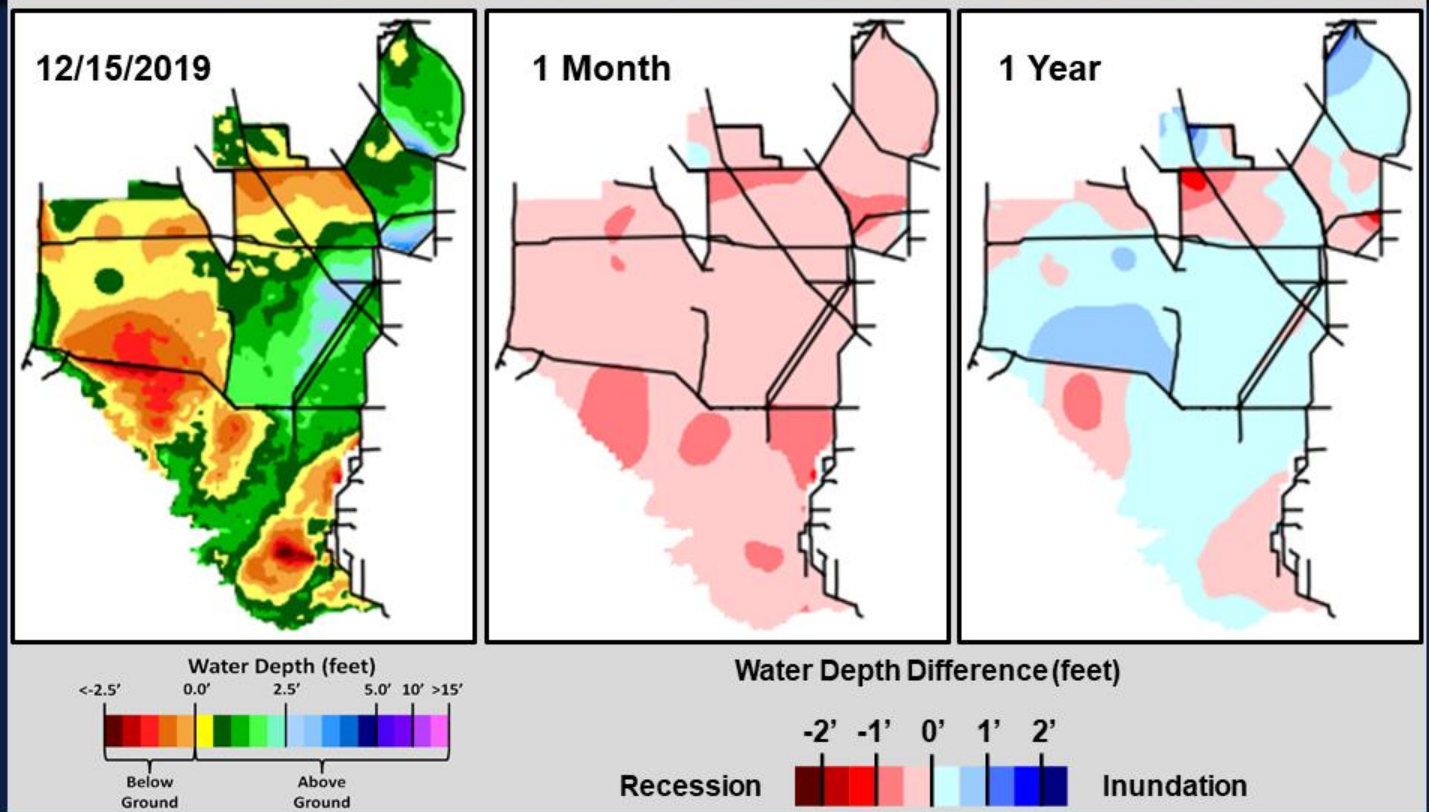 12/15/2019
1 Month
1 Year
Water Depth (feet)
<-2.5' 0.0' 2.5' 5.0' 10' >15'
Below
Ground
Above
Ground
Water Depth Difference (feet)
-2' -1' 0' 1' 2'
Recession
Inundation